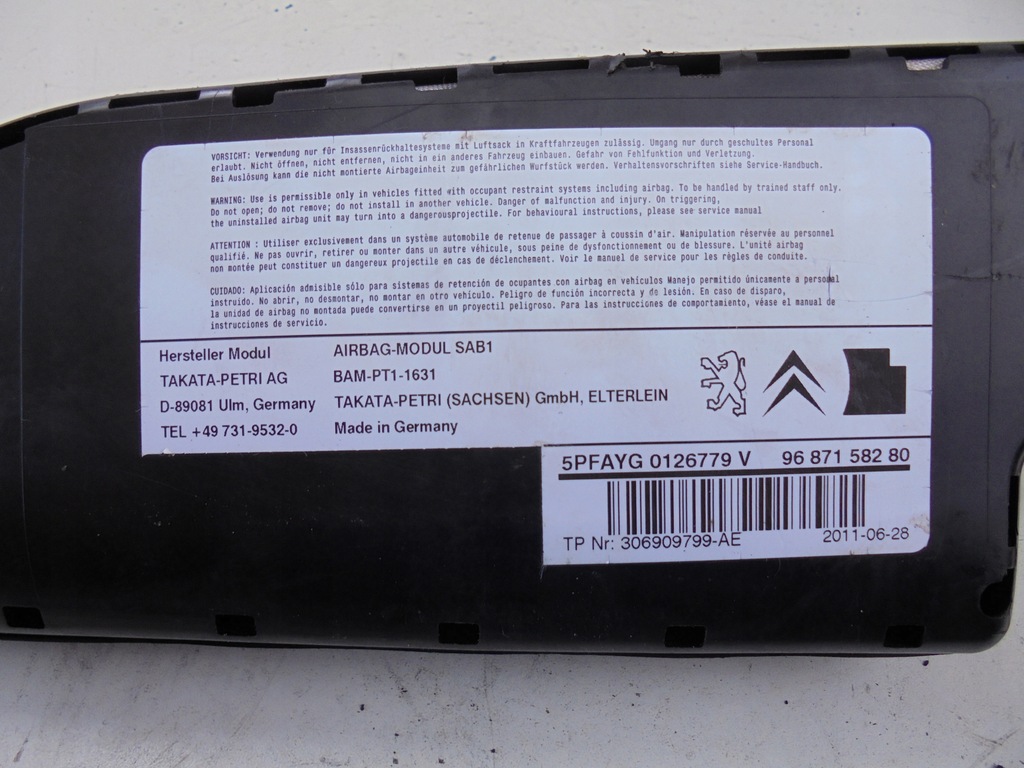 VORSICHT: Verwendung nur für Insassenrückhaltesysteme mit Luftsack in Kraftfahrzeugen zulässig. Umgang nur durch geschultes Personal
erlaubt. Nicht öffnen, nicht entfernen, nicht in ein anderes Fahrzeug einbauen. Gefahr von Fehlfunktion und Verletzung.
Bei Auslösung kann die nicht montierte Airbageinheit zum gefährlichen Wurfstück werden. Verhaltensvorschriften siehe Service-Handbuch.
WARNING: Use is permissible only in vehicles fitted with occupant restraint systems including airbag. To be handled by trained staff only.
Do not open; do not remove; do not install in another vehicle. Danger of malfunction and injury. On triggering,
the uninstalled airbag unit may turn into a dangerousprojectile. For behavioural instructions, please see service manual
ATTENTION : Utiliser exclusivement dans un système automobile de retenue de passager à coussin d'air. Manipulation réservée au personnel
qualifié. Ne pas ouvrir, retirer ou monter dans un autre véhicule, sous peine de dysfonctionnement ou de blessure. L'unité airbag
non montée peut constituer un dangereux projectile en cas de déclenchement. Voir le manuel de service pour les règles de conduite.
CUIDADO: Aplicación admisible sólo para sistemas de retención de ocupantes con airbag en vehículos Manejo permitido únicamente a personal
instruido. No abrir, no desmontar, no montar en otro vehículo. Peligro de función incorrecta y de lesión. En caso de disparo,
la unidad de airbag no montada puede convertirse en un proyectil peligroso. Para las instrucciones de comportamiento, véase el manual de
instrucciones de servicio.
Hersteller Modul AIRBAG-MODUL SAB1
TAKATA-PETRI AG BAM-PT1-1631
D-89081 Ulm, Germany TAKATA-PETRI (SACHSEN) GmbH, ELTERLEIN
TEL +49 731-9532-0 Made in Germany
5PFAYG 0126779 V 96 871 582 80
TP Nr: 306909799-AE 2011-06-28